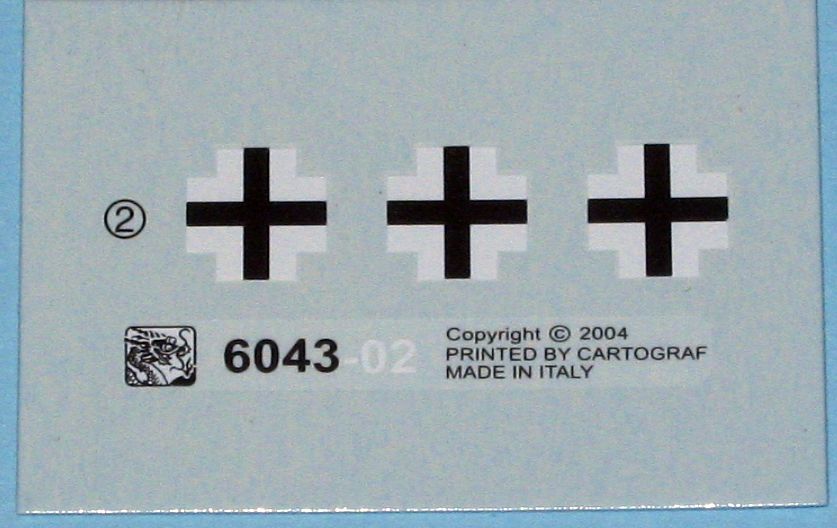 ②
6043-02
Copyright © 2004
PRINTED BY CARTOGRAF
MADE IN ITALY